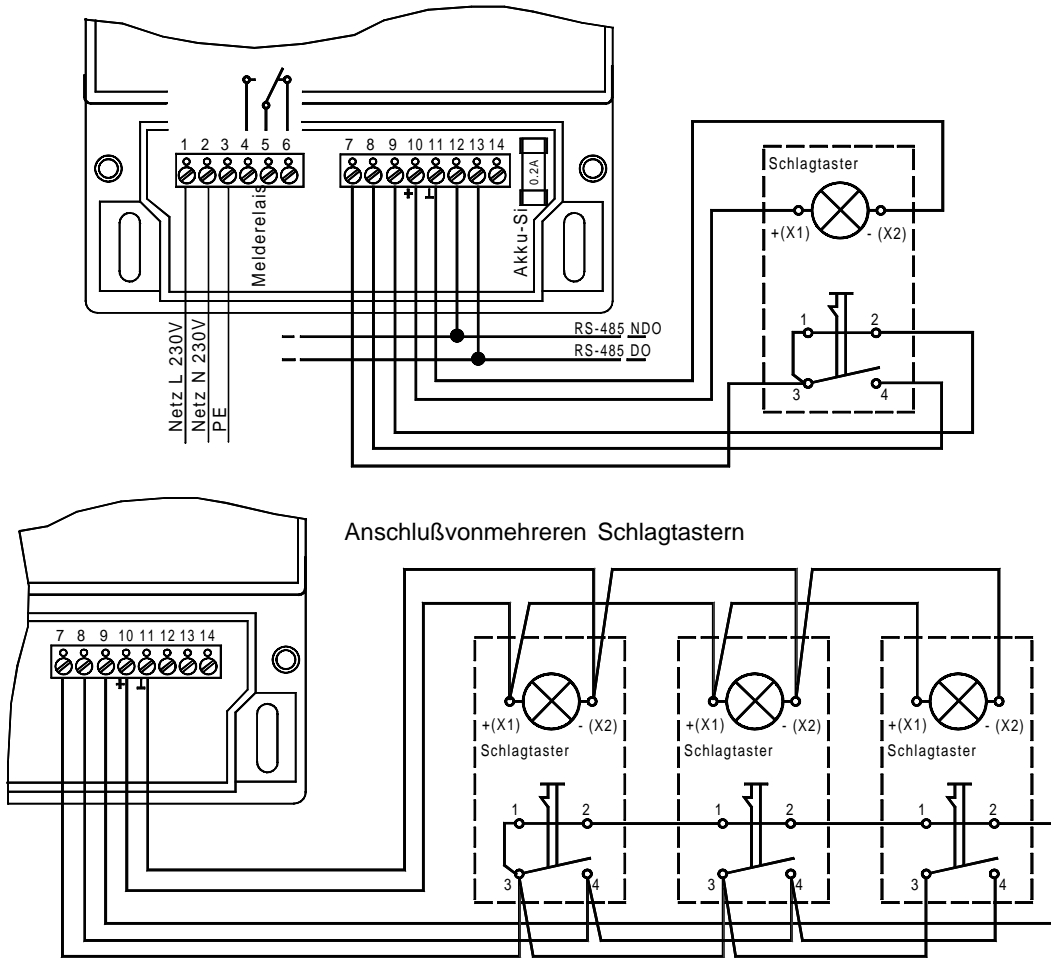 1 2 3 4 5 6
7 8 9 10 11 12 13 14
+
Melderelais
Akku-Si
0.2A
Schlagtaster
+(X1)
- (X2)
1 2
3 4
RS-485 NDO
RS-485 DO
Netz L 230V
Netz N 230V
PE
Anschlußvonmehreren Schlagtastern
7 8 9 10 11 12 13 14
+
+(X1)
- (X2)
Schlagtaster
1 2
3 4
+(X1)
- (X2)
Schlagtaster
1 2
3 4
+(X1)
- (X2)
Schlagtaster
1 2
3 4